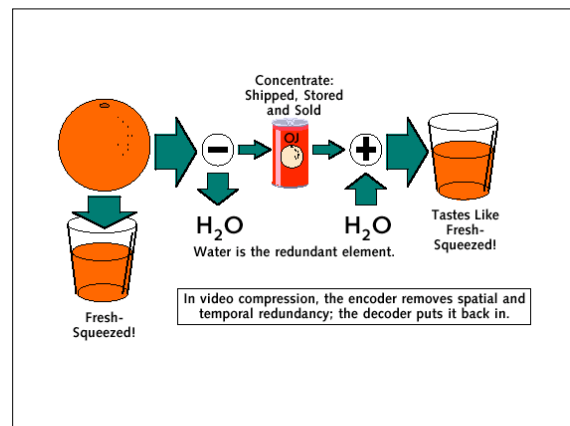 Concentrate:
Shipped, Stored
and Sold
OJ
H₂O
H₂O
Water is the redundant element.
Tastes Like
Fresh-
Squeezed!
Fresh-
Squeezed!
In video compression, the encoder removes spatial and
temporal redundancy; the decoder puts it back in.